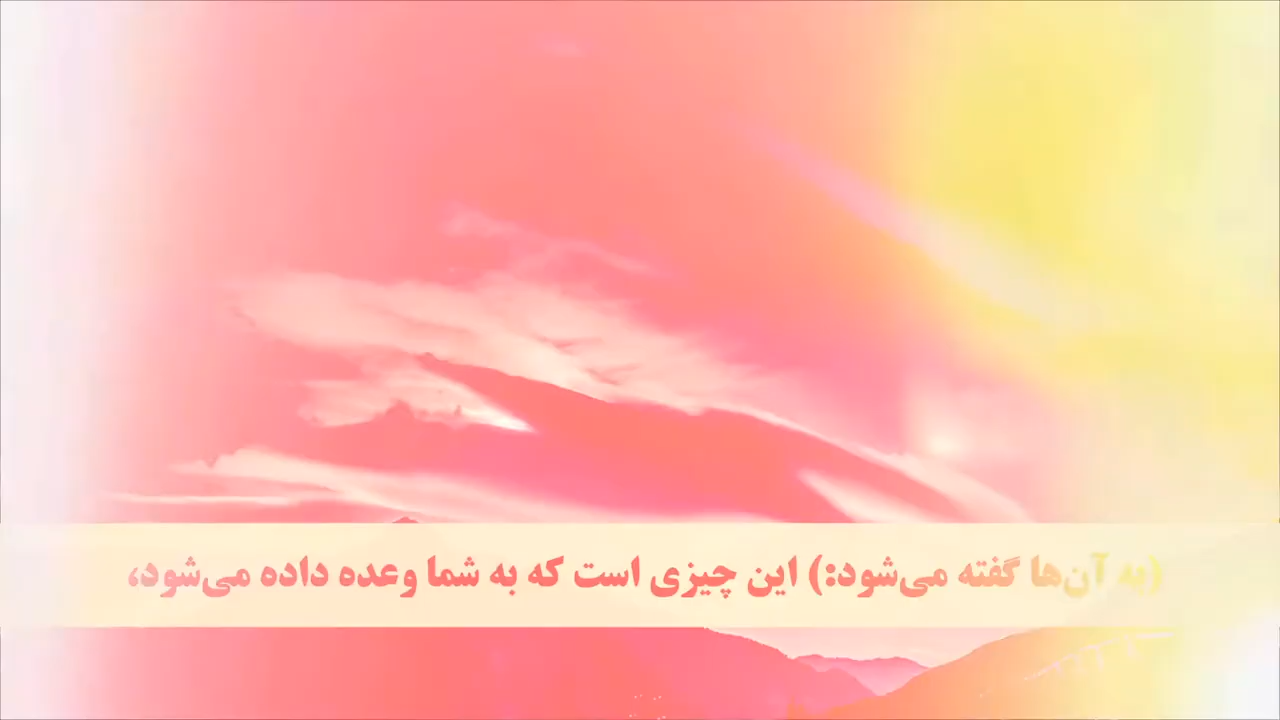 (به آن‌ها گفته می‌شود:) این چیزی است که به شما وعده داده می‌شود،